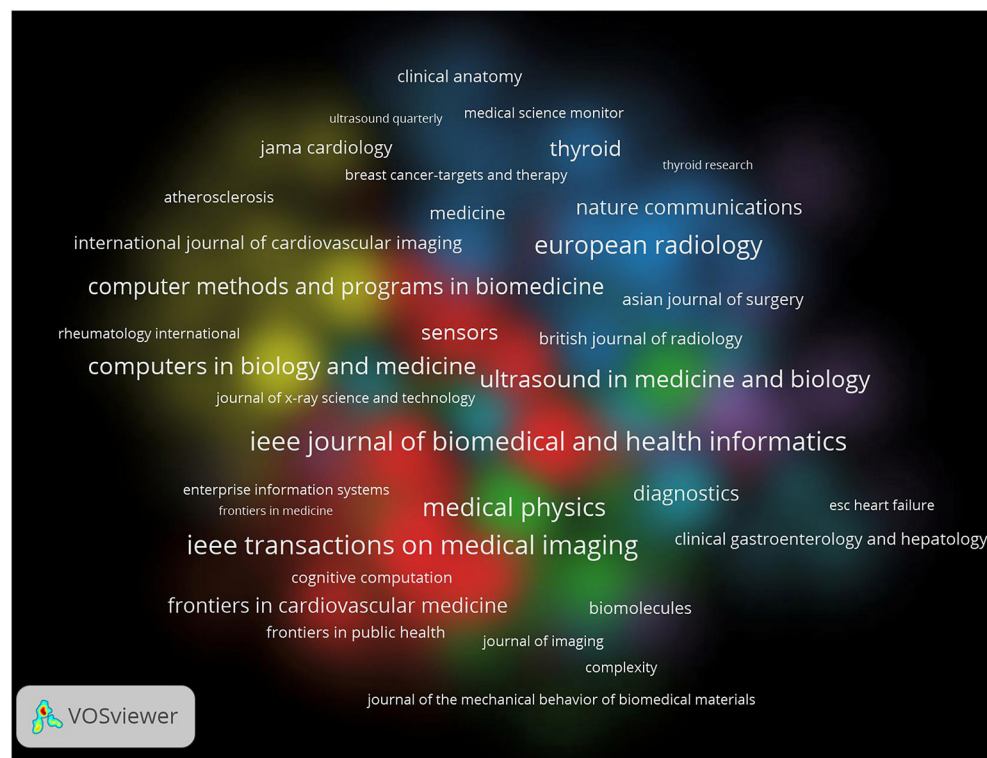 clinical anatomy
medical science monitor
ultrasound quarterly
jama cardiology
thyroid
thyroid research
breast cancer-targets and therapy
atherosclerosis
medicine
nature communications
international journal of cardiovascular imaging
european radiology
computer methods and programs in biomedicine
asian journal of surgery
rheumatology international
sensors
british journal of radiology
computers in biology and medicine
ultrasound in medicine and biology
journal of x-ray science and technology
ieee journal of biomedical and health informatics
enterprise information systems
diagnostics
frontiers in medicine
medical physics
esc heart failure
ieee transactions on medical imaging
clinical gastroenterology and hepatology
cognitive computation
frontiers in cardiovascular medicine
biomolecules
frontiers in public health
journal of imaging
complexity
journal of the mechanical behavior of biomedical materials
VOSviewer